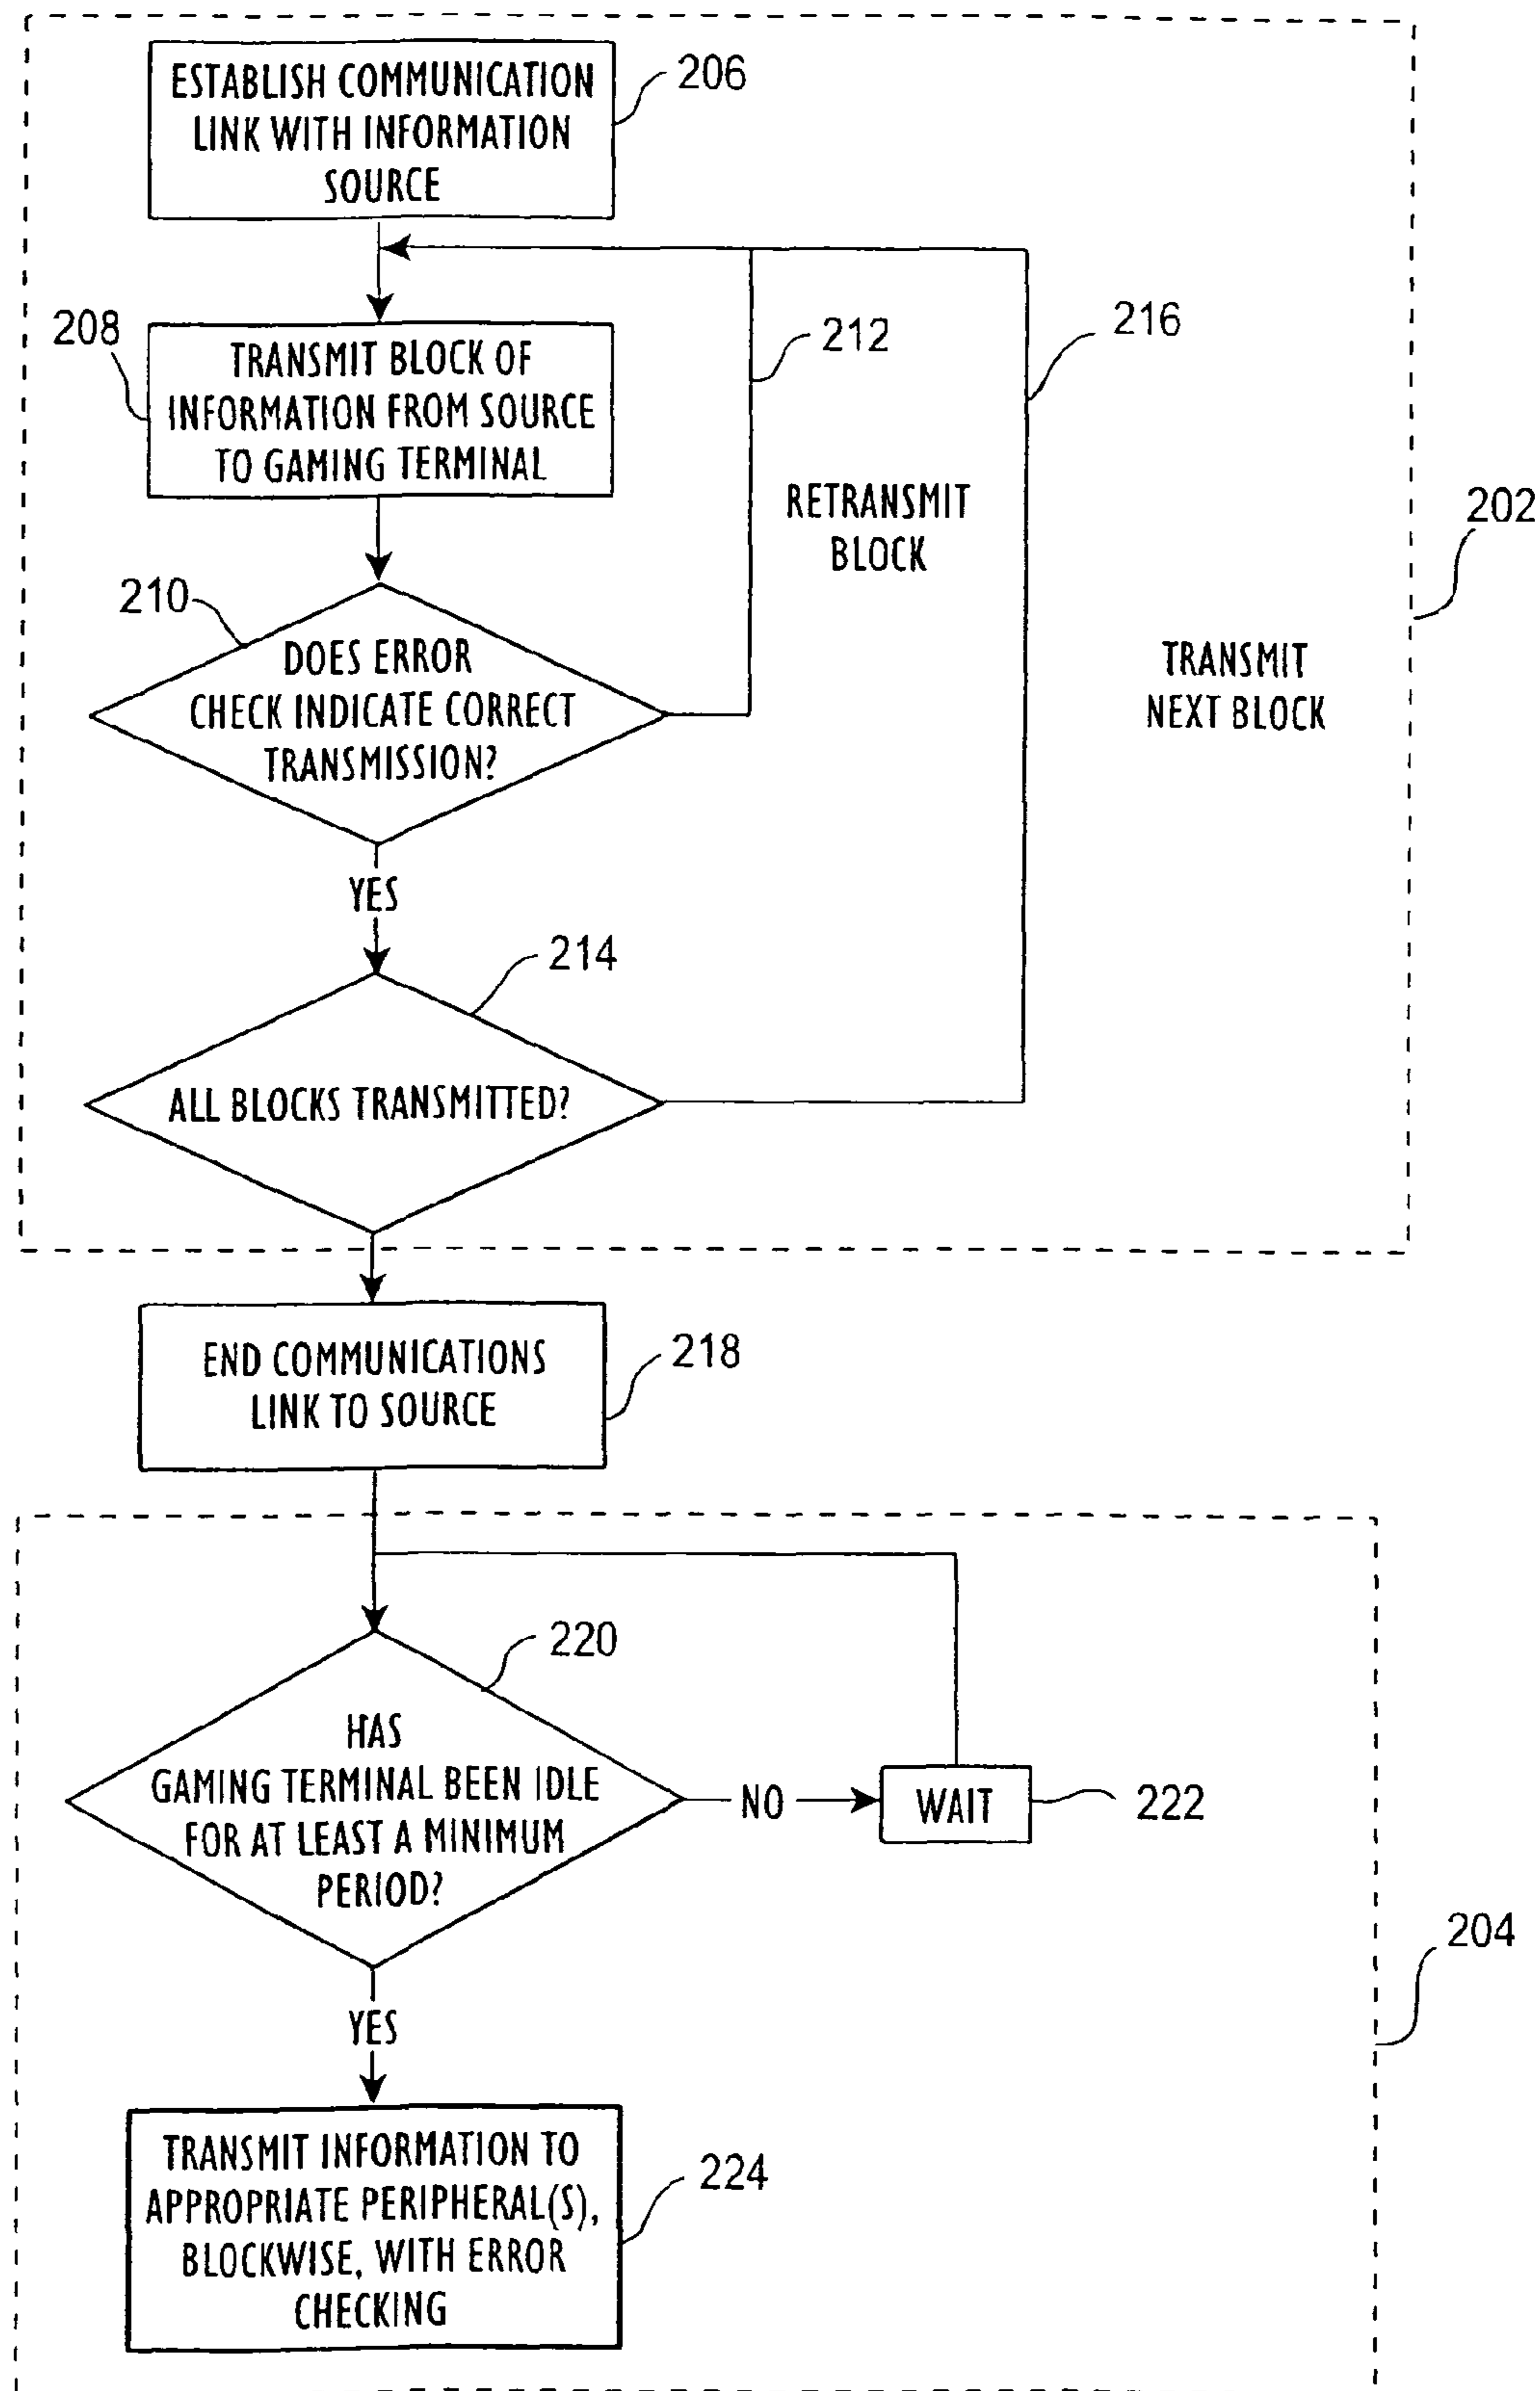 ESTABLISH COMMUNICATION
LINK WITH INFORMATION
SOURCE
206
208
TRANSMIT BLOCK OF
INFORMATION FROM SOURCE
TO GAMING TERMINAL
212
216
RETRANSMIT
BLOCK
202
210
DOES ERROR
CHECK INDICATE CORRECT
TRANSMISSION?
TRANSMIT
NEXT BLOCK
YES
214
ALL BLOCKS TRANSMITTED?
END COMMUNICATIONS
LINK TO SOURCE
218
220
HAS
GAMING TERMINAL BEEN IDLE
FOR AT LEAST A MINIMUM
PERIOD?
NO
WAIT
222
204
YES
TRANSMIT INFORMATION TO
APPROPRIATE PERIPHERAL(S),
BLOCKWISE, WITH ERROR
CHECKING
224